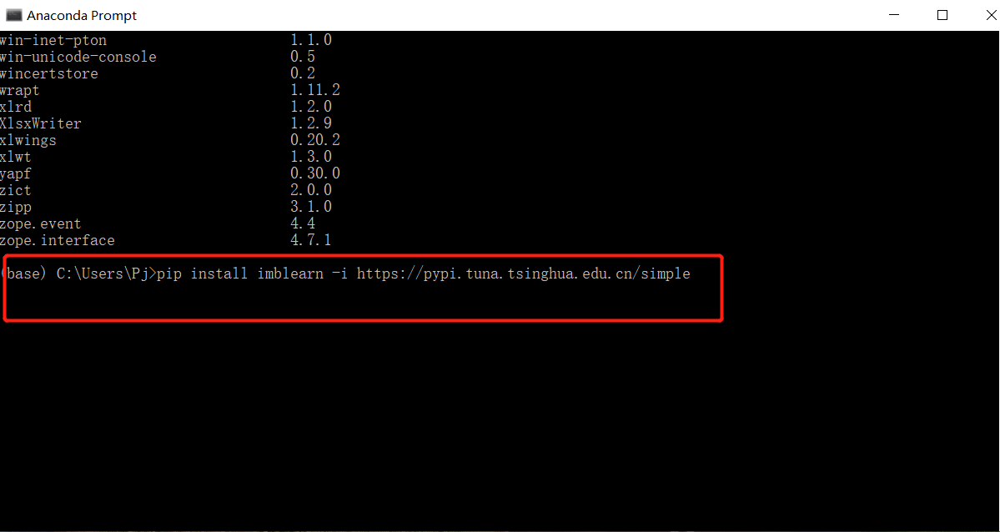 Anaconda Prompt
win-inet-pton 1.1.0
win-unicode-console 0.5
wincertstore 0.2
wrapt 1.11.2
xlrd 1.2.0
XlsxWriter 1.2.9
xlwings 0.20.2
xlwt 1.3.0
yapf 0.30.0
zict 2.0.0
zipp 3.1.0
zope.event 4.4
zope.interface 4.7.1
(base) C:\Users\Pj>pip install imblearn -i https://pypi.tuna.tsinghua.edu.cn/simple